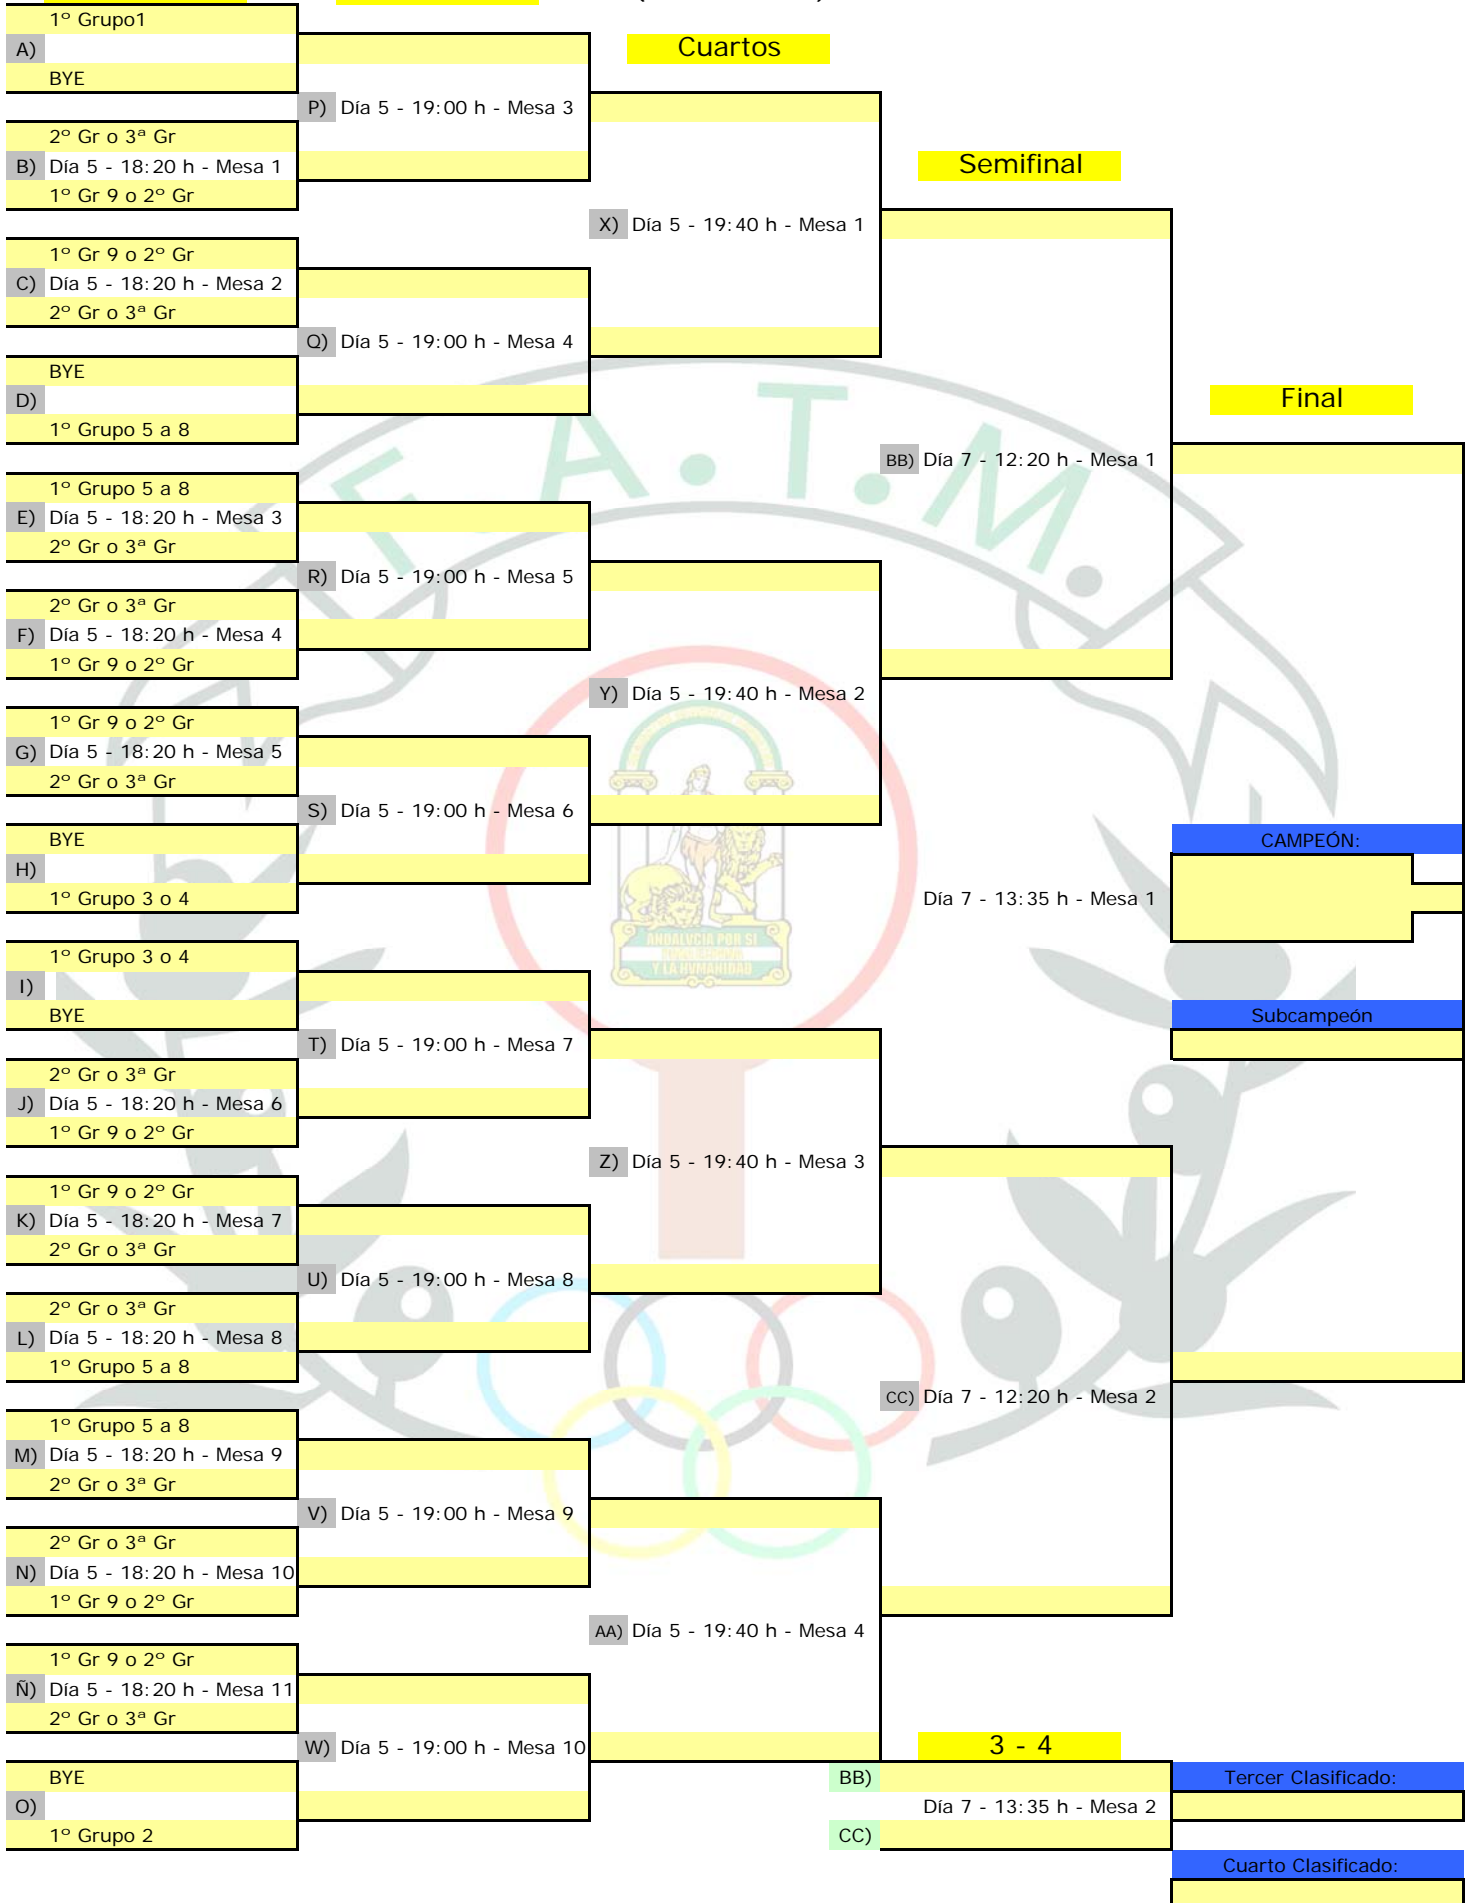 1º Grupo1
A)
BYE
B) 2º Gr o 3ª Gr
Día 5 - 18:20 h - Mesa 1
1º Gr 9 o 2º Gr
1º Gr 9 o 2º Gr
C) Día 5 - 18:20 h - Mesa 2
2º Gr o 3ª Gr
BYE
D)
1º Grupo 5 a 8
1º Grupo 5 a 8
E) Día 5 - 18:20 h - Mesa 3
2º Gr o 3ª Gr
2º Gr o 3ª Gr
F) Día 5 - 18:20 h - Mesa 4
1º Gr 9 o 2º Gr
1º Gr 9 o 2º Gr
G) Día 5 - 18:20 h - Mesa 5
2º Gr o 3ª Gr
BYE
H)
1º Grupo 3 o 4
1º Grupo 3 o 4
I)
BYE
2º Gr o 3ª Gr
J) Día 5 - 18:20 h - Mesa 6
1º Gr 9 o 2º Gr
1º Gr 9 o 2º Gr
K) Día 5 - 18:20 h - Mesa 7
2º Gr o 3ª Gr
2º Gr o 3ª Gr
L) Día 5 - 18:20 h - Mesa 8
1º Grupo 5 a 8
1º Grupo 5 a 8
M) Día 5 - 18:20 h - Mesa 9
2º Gr o 3ª Gr
2º Gr o 3ª Gr
N) Día 5 - 18:20 h - Mesa 10
1º Gr 9 o 2º Gr
1º Gr 9 o 2º Gr
Ñ) Día 5 - 18:20 h - Mesa 11
2º Gr o 3ª Gr
BYE
O)
1º Grupo 2
P) Día 5 - 19:00 h - Mesa 3
Q) Día 5 - 19:00 h - Mesa 4
R) Día 5 - 19:00 h - Mesa 5
S) Día 5 - 19:00 h - Mesa 6
T) Día 5 - 19:00 h - Mesa 7
U) Día 5 - 19:00 h - Mesa 8
V) Día 5 - 19:00 h - Mesa 9
W) Día 5 - 19:00 h - Mesa 10
Cuartos
X) Día 5 - 19:40 h - Mesa 1
Y) Día 5 - 19:40 h - Mesa 2
Z) Día 5 - 19:40 h - Mesa 3
AA) Día 5 - 19:40 h - Mesa 4
Semifinal
BB) Día 7 - 12:20 h - Mesa 1
CC) Día 7 - 12:20 h - Mesa 2
Final
Día 7 - 13:35 h - Mesa 1
CAMPEÓN:
Subcampeón
3 - 4
BB)
Día 7 - 13:35 h - Mesa 2
CC)
Tercer Clasificado:
Cuarto Clasificado:
F.A.T.M.
ANDALVCIA POR SI
Y LA HVMANIDAD